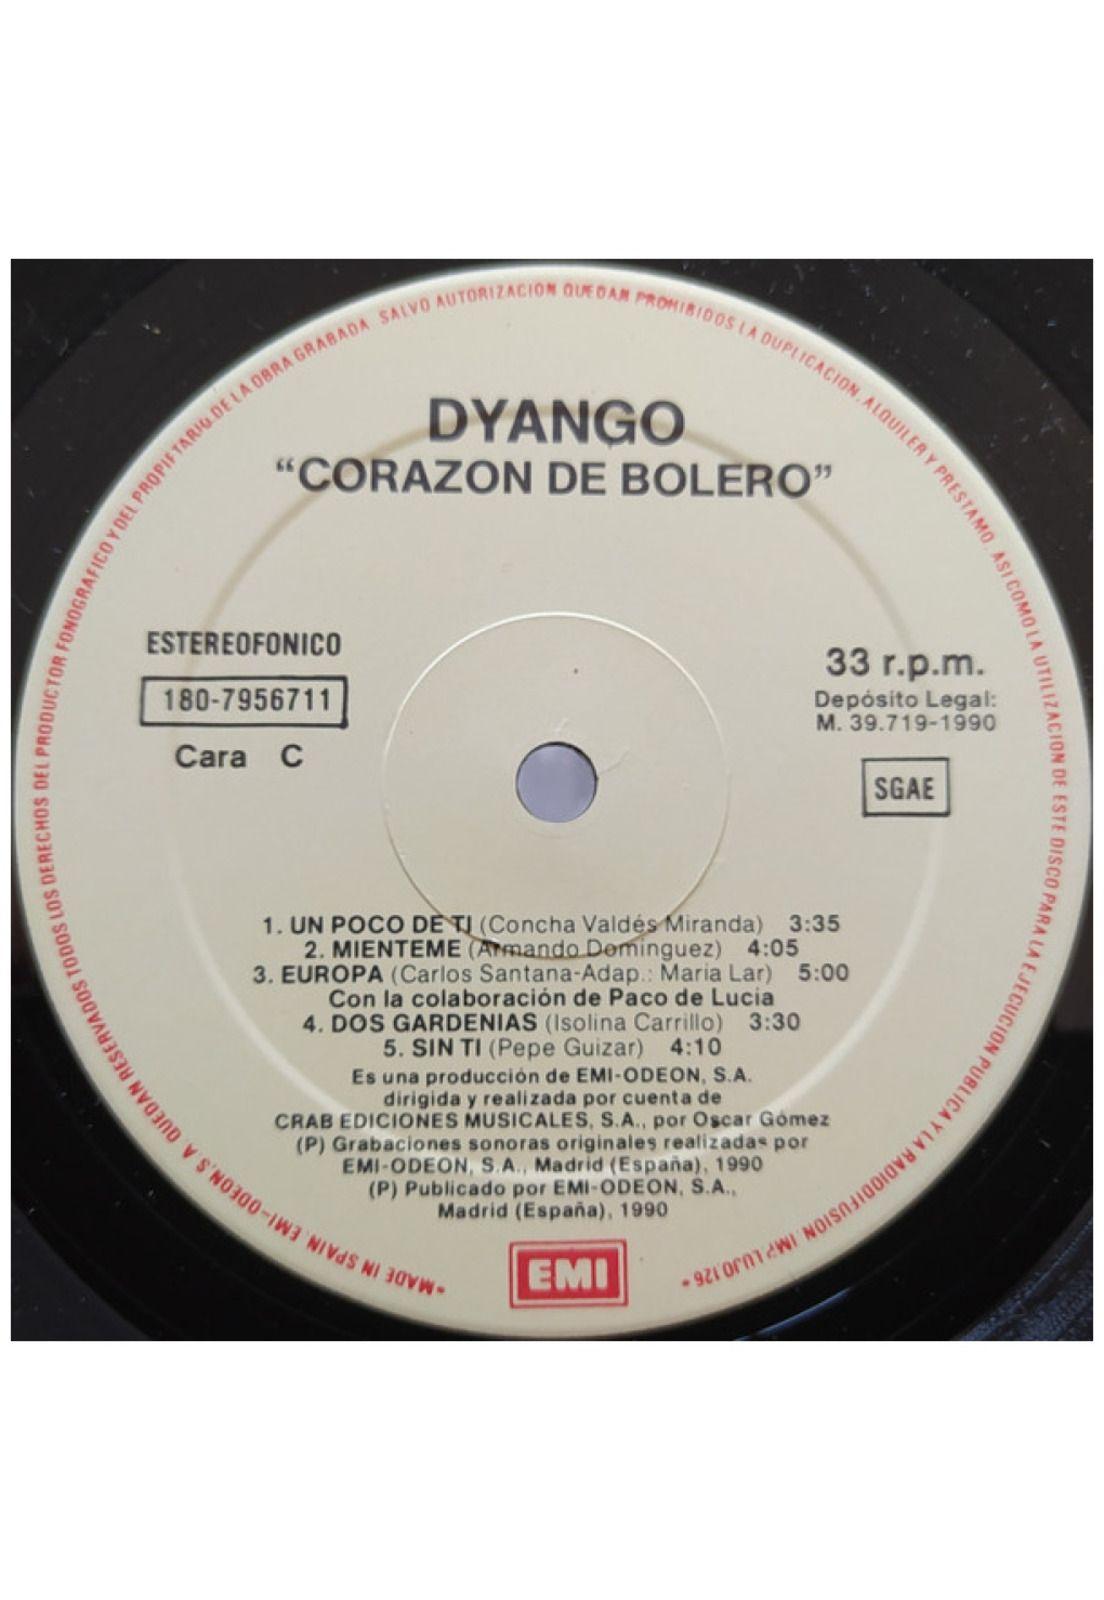 DYANGO
“CORAZON DE BOLERO”
ESTEREOFONICO
180-7956711
Cara C
33 r.p.m.
Depósito Legal:
M. 39.719-1990
SGAE
1. UN POCO DE TI (Concha Valdés Miranda) 3:35
2. MIENTEME (Armando Dominguez) 4:05
3. EUROPA (Carlos Santana-Adap.: Maria Lar) 5:00
Con la colaboración de Paco de Lucía
4. DOS GARDENIAS (Isolina Carrillo) 3:30
5. SIN TI (Pepe Guizar) 4:10
Es una producción de EMI-ODEON, S.A.
dirigida y realizada por cuenta de
CRAB EDICIONES MUSICALES, S.A., por Oscar Gómez
(P) Grabaciones sonoras originales realizadas por
EMI-ODEON, S.A., Madrid (España), 1990
(P) Publicado por EMI-ODEON, S.A.,
Madrid (España), 1990
EMI
*MADE IN SPAIN EMI-ODEON, S. A. QUEDAN RESERVADOS TODOS LOS DERECHOS DEL PRODUCTOR FONOGRAFICO Y DEL PROPIETARIO DE LA OBRA GRABADA. SALVO AUTORIZACION QUEDAN PROHIBIDOS LA DUPLICACION, ALQUILER Y PRESTAMO, ASI COMO LA UTILIZACION DE ESTE DISCO PARA LA EJECUCION PUBLICA Y LA RADIODIFUSION IMP. LUJO, 126*